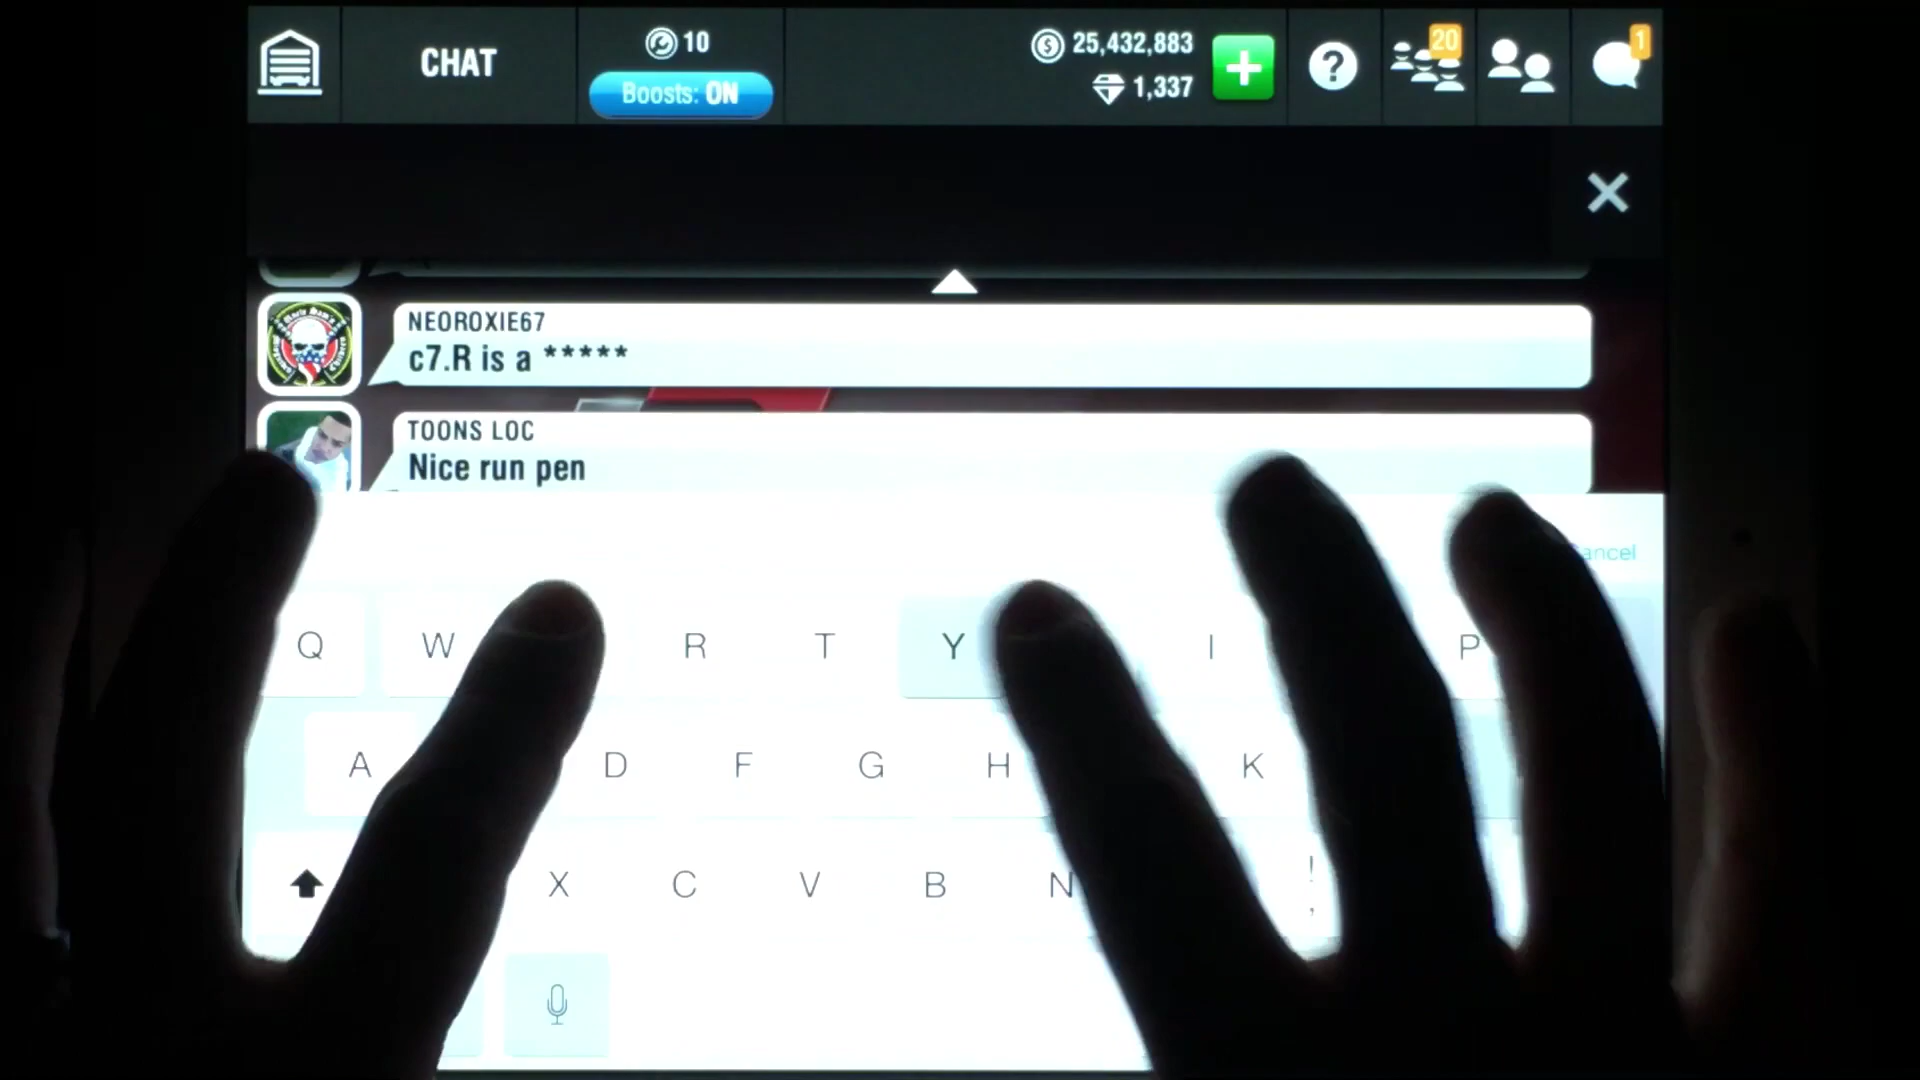 CHAT
10
Boosts: ON
25,432,883
1,337
20
1
NEOROXIE67
c7.R is a *****
TOONS LOC
Nice run pen
ancel
Q W R T Y I P
A D F G H K
X C V B N !
,